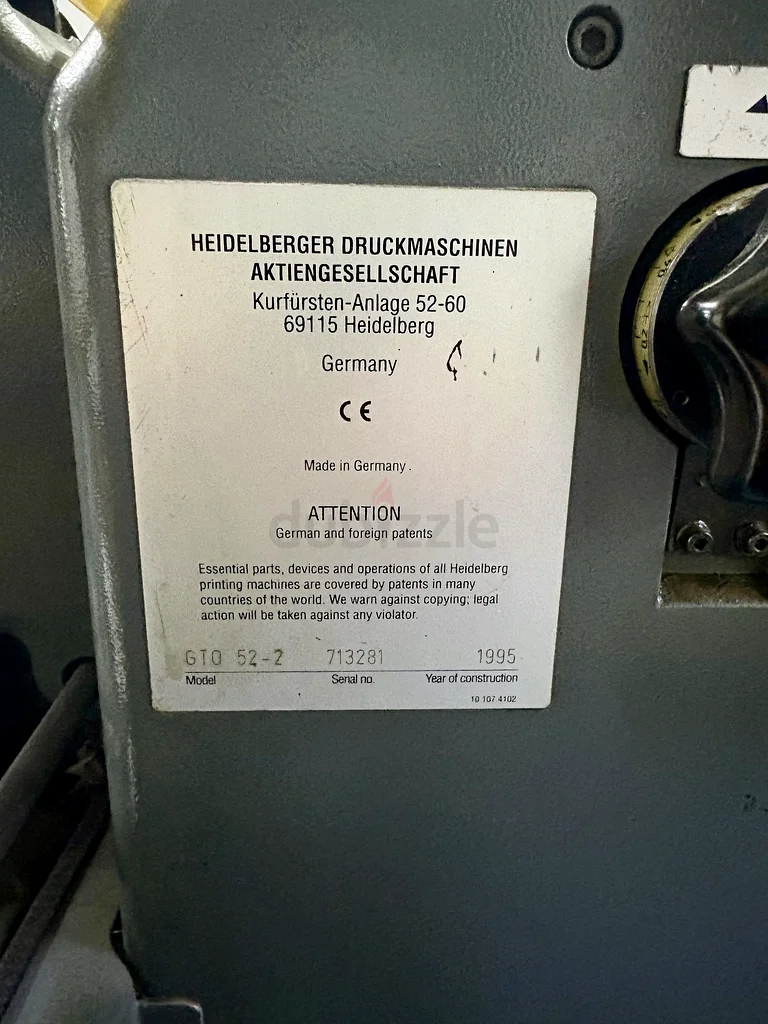 HEIDELBERGER DRUCKMASCHINEN
AKTIENGESELLSCHAFT
Kurfürsten-Anlage 52-60
69115 Heidelberg
Germany
CE
Made in Germany.
dubizzle
ATTENTION
German and foreign patents
Essential parts, devices and operations of all Heidelberg
printing machines are covered by patents in many
countries of the world. We warn against copying; legal
action will be taken against any violator.
GTO 52-2 713281 1995
Model Serial no. Year of construction
10 107 4102